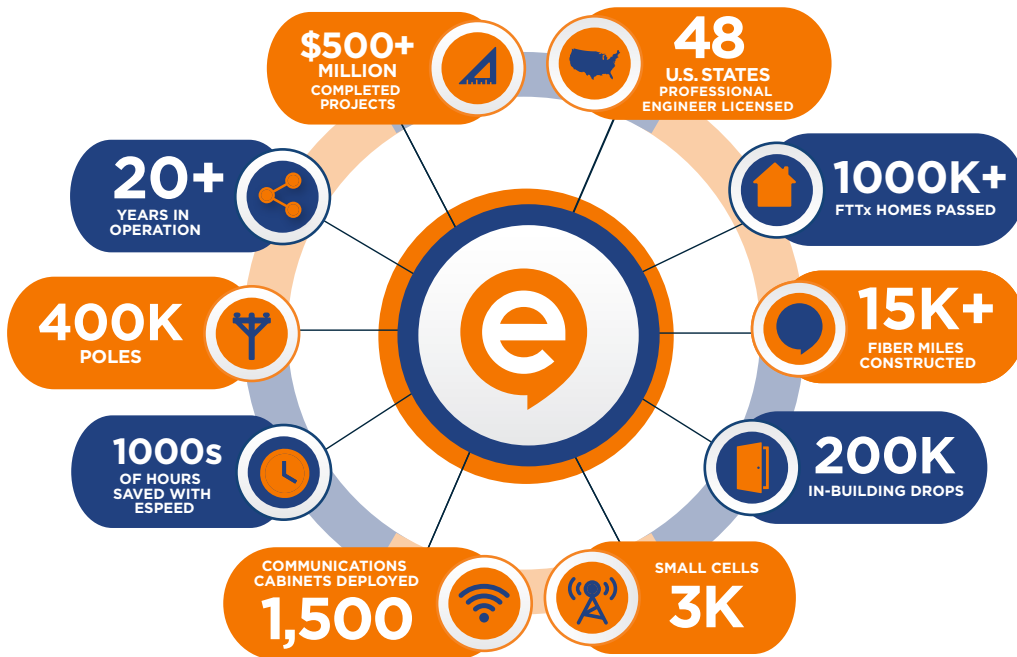 $500+
MILLION
COMPLETED
PROJECTS
48
U.S. STATES
PROFESSIONAL
ENGINEER LICENSED
20+
YEARS IN
OPERATION
1000K+
FTTx HOMES PASSED
400K
POLES
15K+
FIBER MILES
CONSTRUCTED
1000s
OF HOURS
SAVED WITH
ESPEED
200K
IN-BUILDING DROPS
COMMUNICATIONS
CABINETS DEPLOYED
1,500
SMALL CELLS
3K
e